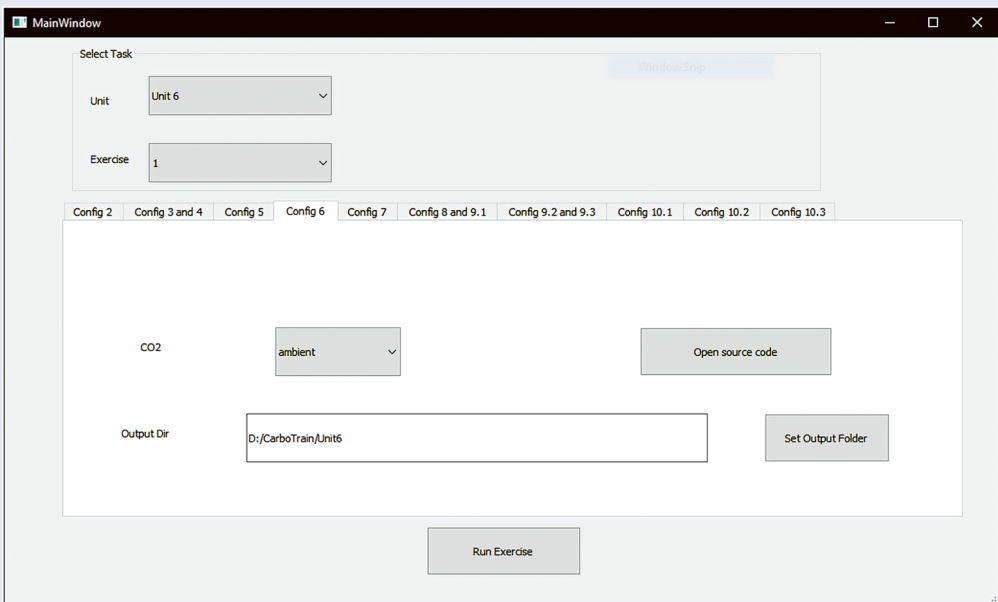 MainWindow
Select Task
Window Snip
Unit
Unit 6
Exercise
1
Config 2 Config 3 and 4 Config 5 Config 6 Config 7 Config 8 and 9.1 Config 9.2 and 9.3 Config 10.1 Config 10.2 Config 10.3
CO2
ambient
Open source code
Output Dir
D:/CarboTrain/Unit6
Set Output Folder
Run Exercise